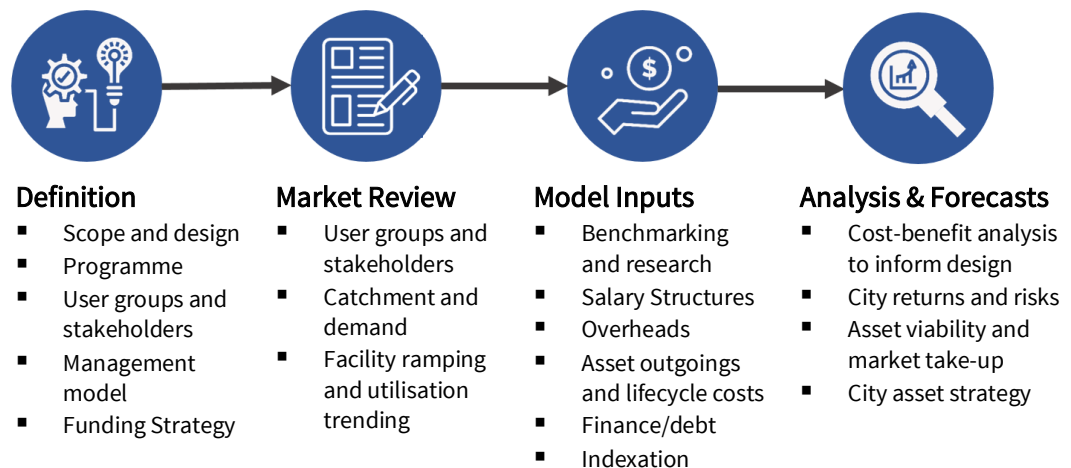 $
Definition
■ Scope and design
■ Programme
■ User groups and
stakeholders
■ Management
model
■ Funding Strategy
Market Review
■ User groups and
stakeholders
■ Catchment and
demand
■ Facility ramping
and utilisation
trending
Model Inputs
■ Benchmarking
and research
■ Salary Structures
■ Overheads
■ Asset outgoings
and lifecycle costs
■ Finance/debt
■ Indexation
Analysis & Forecasts
■ Cost-benefit analysis
to inform design
■ City returns and risks
■ Asset viability and
market take-up
■ City asset strategy